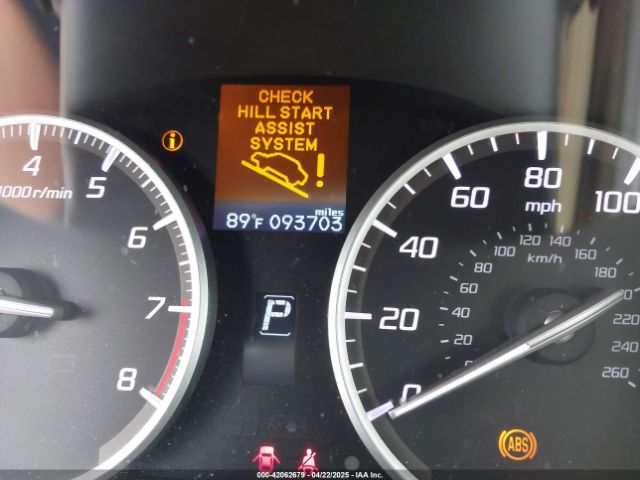 CHECK
HILL START
ASSIST
SYSTEM
!
miles
89°F 093703
i
4
5
6
7
8
1000 r/min
P
0
20
40
60
80
100
mph
20
40
60
80
100
120
140
160
180
220
240
260
km/h
ABS
000-42062679 | 04/22/2025 - IAA Inc.